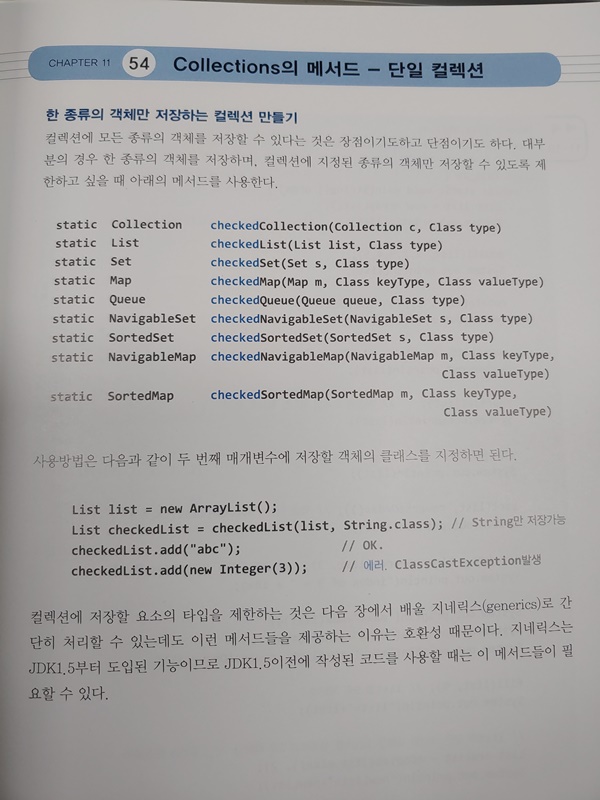 CHAPTER 11 54 Collections의 메서드 – 단일 컬렉션
한 종류의 객체만 저장하는 컬렉션 만들기
컬렉션에 모든 종류의 객체를 저장할 수 있다는 것은 장점이기도하고 단점이기도 하다. 대부
분의 경우 한 종류의 객체를 저장하며, 컬렉션에 지정된 종류의 객체만 저장할 수 있도록 제
한하고 싶을 때 아래의 메서드를 사용한다.
static Collection checkedCollection(Collection c, Class type)
static List checkedList(List list, Class type)
static Set checkedSet(Set s, Class type)
static Map checkedMap(Map m, Class keyType, Class valueType)
static Queue checkedQueue(Queue queue, Class type)
static NavigableSet checkedNavigableSet(NavigableSet s, Class type)
static SortedSet checkedSortedSet(SortedSet s, Class type)
static NavigableMap checkedNavigableMap(NavigableMap m, Class keyType,
Class valueType)
static SortedMap checkedSortedMap(SortedMap m, Class keyType,
Class valueType)
사용방법은 다음과 같이 두 번째 매개변수에 저장할 객체의 클래스를 지정하면 된다.
List list = new ArrayList();
List checkedList = checkedList(list, String.class); // String만 저장가능
checkedList.add("abc"); // OK.
checkedList.add(new Integer(3)); // 에러. ClassCastException발생
컬렉션에 저장할 요소의 타입을 제한하는 것은 다음 장에서 배울 지네릭스(generics)로 간
단히 처리할 수 있는데도 이런 메서드들을 제공하는 이유는 호환성 때문이다. 지네릭스는
JDK1.5부터 도입된 기능이므로 JDK1.5이전에 작성된 코드를 사용할 때는 이 메서드들이 필
요할 수 있다.